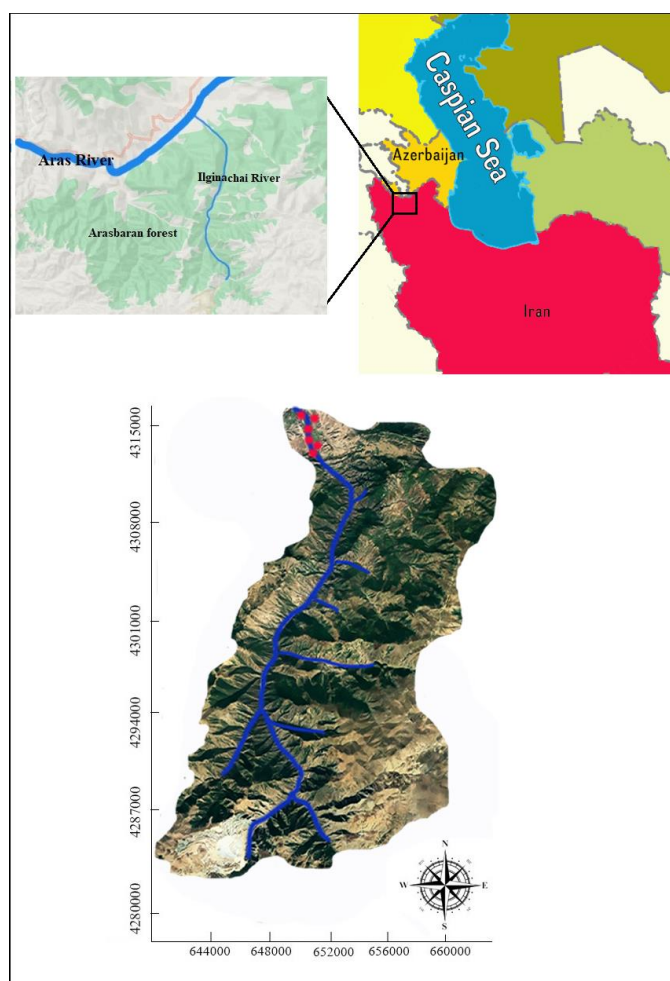 Aras River
Ilginachai River
Arasbaran forest
Caspian Sea
Azerbaijan
Iran
4315000
4308000
4301000
4294000
4287000
4280000
N
W
E
S
644000
648000
652000
656000
660000